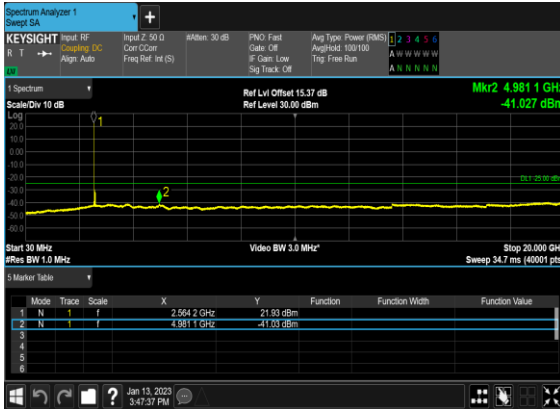 Spectrum Analyzer 1
Swept SA
+
KEYSIGHT
R T
LW
Input: RF
Coupling: DC
Align: Auto
Input Z: 50 Ω
Corr CCorr
Freq Ref: Int (S)
#Atten: 30 dB
PNO: Fast
Gate: Off
IF Gain: Low
Sig Track: Off
Avg Type: Power (RMS)
Avg|Hold: 100/100
Trig: Free Run
1 2 3 4 5 6
A W W W W W
A N N N N N
1 Spectrum
Scale/Div 10 dB
Ref Lvl Offset 15.37 dB
Ref Level 30.00 dBm
Mkr2 4.981 1 GHz
-41.027 dBm
Log
20.0
10.0
0.00
-10.0
-20.0
-30.0
-40.0
-50.0
-60.0
1
2
Start 30 MHz
#Res BW 1.0 MHz
Video BW 3.0 MHz*
Stop 20.000 GH
Sweep 34.7 ms (40001 pts
5 Marker Table
Mode Trace Scale X Y Function Function Width Function Value
1 N 1 f 2.564 2 GHz 21.93 dBm
2 N 1 f 4.981 1 GHz -41.03 dBm
3
4
5
6
?
Jan 13, 2023
3:47:37 PM